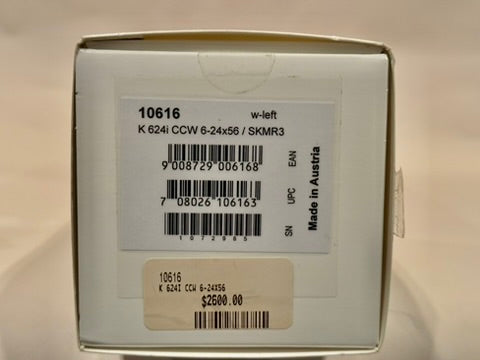 10616 w-left
K 624i CCW 6-24x56 / SKMR3
9 008729 006168 EAN
7 08026 106163 UPC
1072985 SN
Made in Austria
10616
K 624I CCW 6-24X56
$2600.00